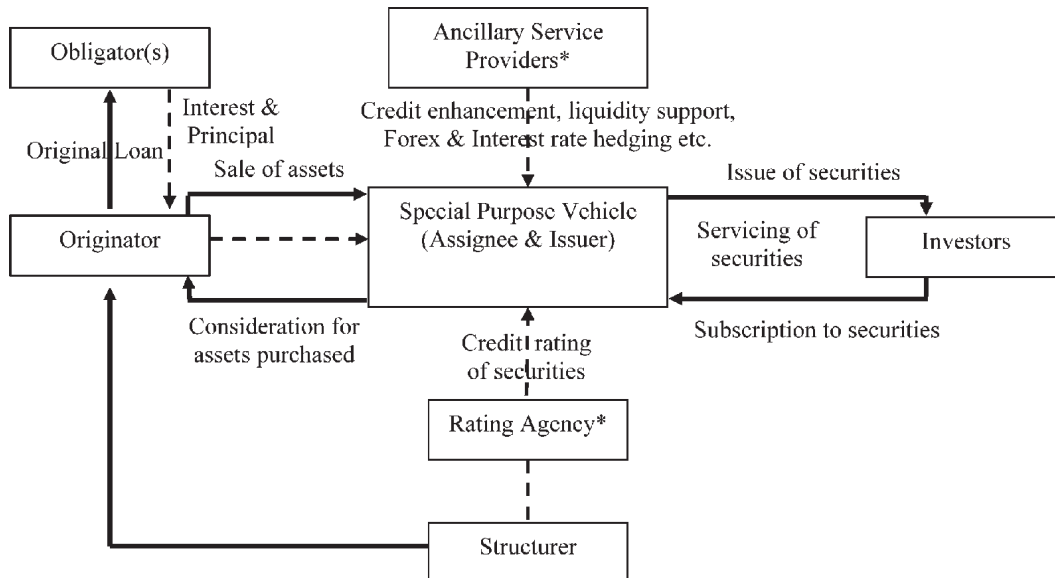 Obligator(s)
Ancillary Service
Providers*
Interest &
Principal
Original Loan
Credit enhancement, liquidity support,
Forex & Interest rate hedging etc.
Sale of assets
Issue of securities
Originator
Special Purpose Vehicle
(Assignee & Issuer)
Servicing of
securities
Investors
Consideration for
assets purchased
Credit rating
of securities
Subscription to securities
Rating Agency*
Structurer